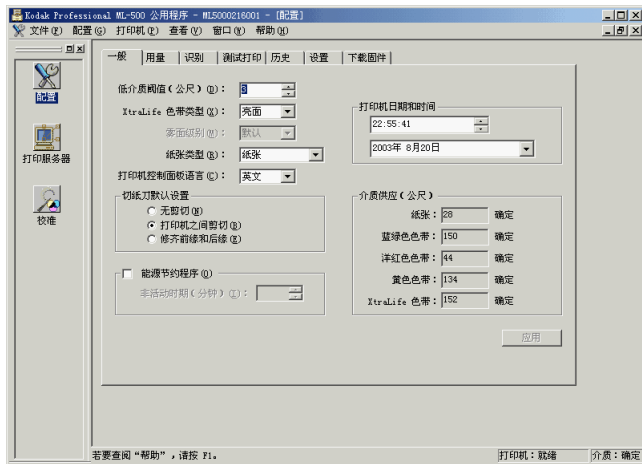 Kodak Professional ML-500 公用程序 - ML5000216001 - [配置]
文件(F) 配置(G) 打印机(P) 查看(V) 窗口(W) 帮助(H)
一般 用量 识别 测试打印 历史 设置 下载固件
配置
打印服务器
校准
低介质阈值(公尺)(D): 3
XtraLife 色带类型(X): 亮面
雾面级别(M): 默认
纸张类型(R): 纸张
打印机控制面板语言(C): 英文
打印机日期和时间
22:55:41
2003年 8月20日
切纸刀默认设置
无剪切(N)
打印机之间剪切(B)
修齐前缘和后缘(E)
能源节约程序(O)
非活动时期(分钟)(I):
介质供应(公尺)
纸张: 28 确定
蓝绿色色带: 150 确定
洋红色色带: 44 确定
黄色色带: 134 确定
XtraLife 色带: 152 确定
应用
若要查阅“帮助”,请按 F1。
打印机:就绪
介质:确定